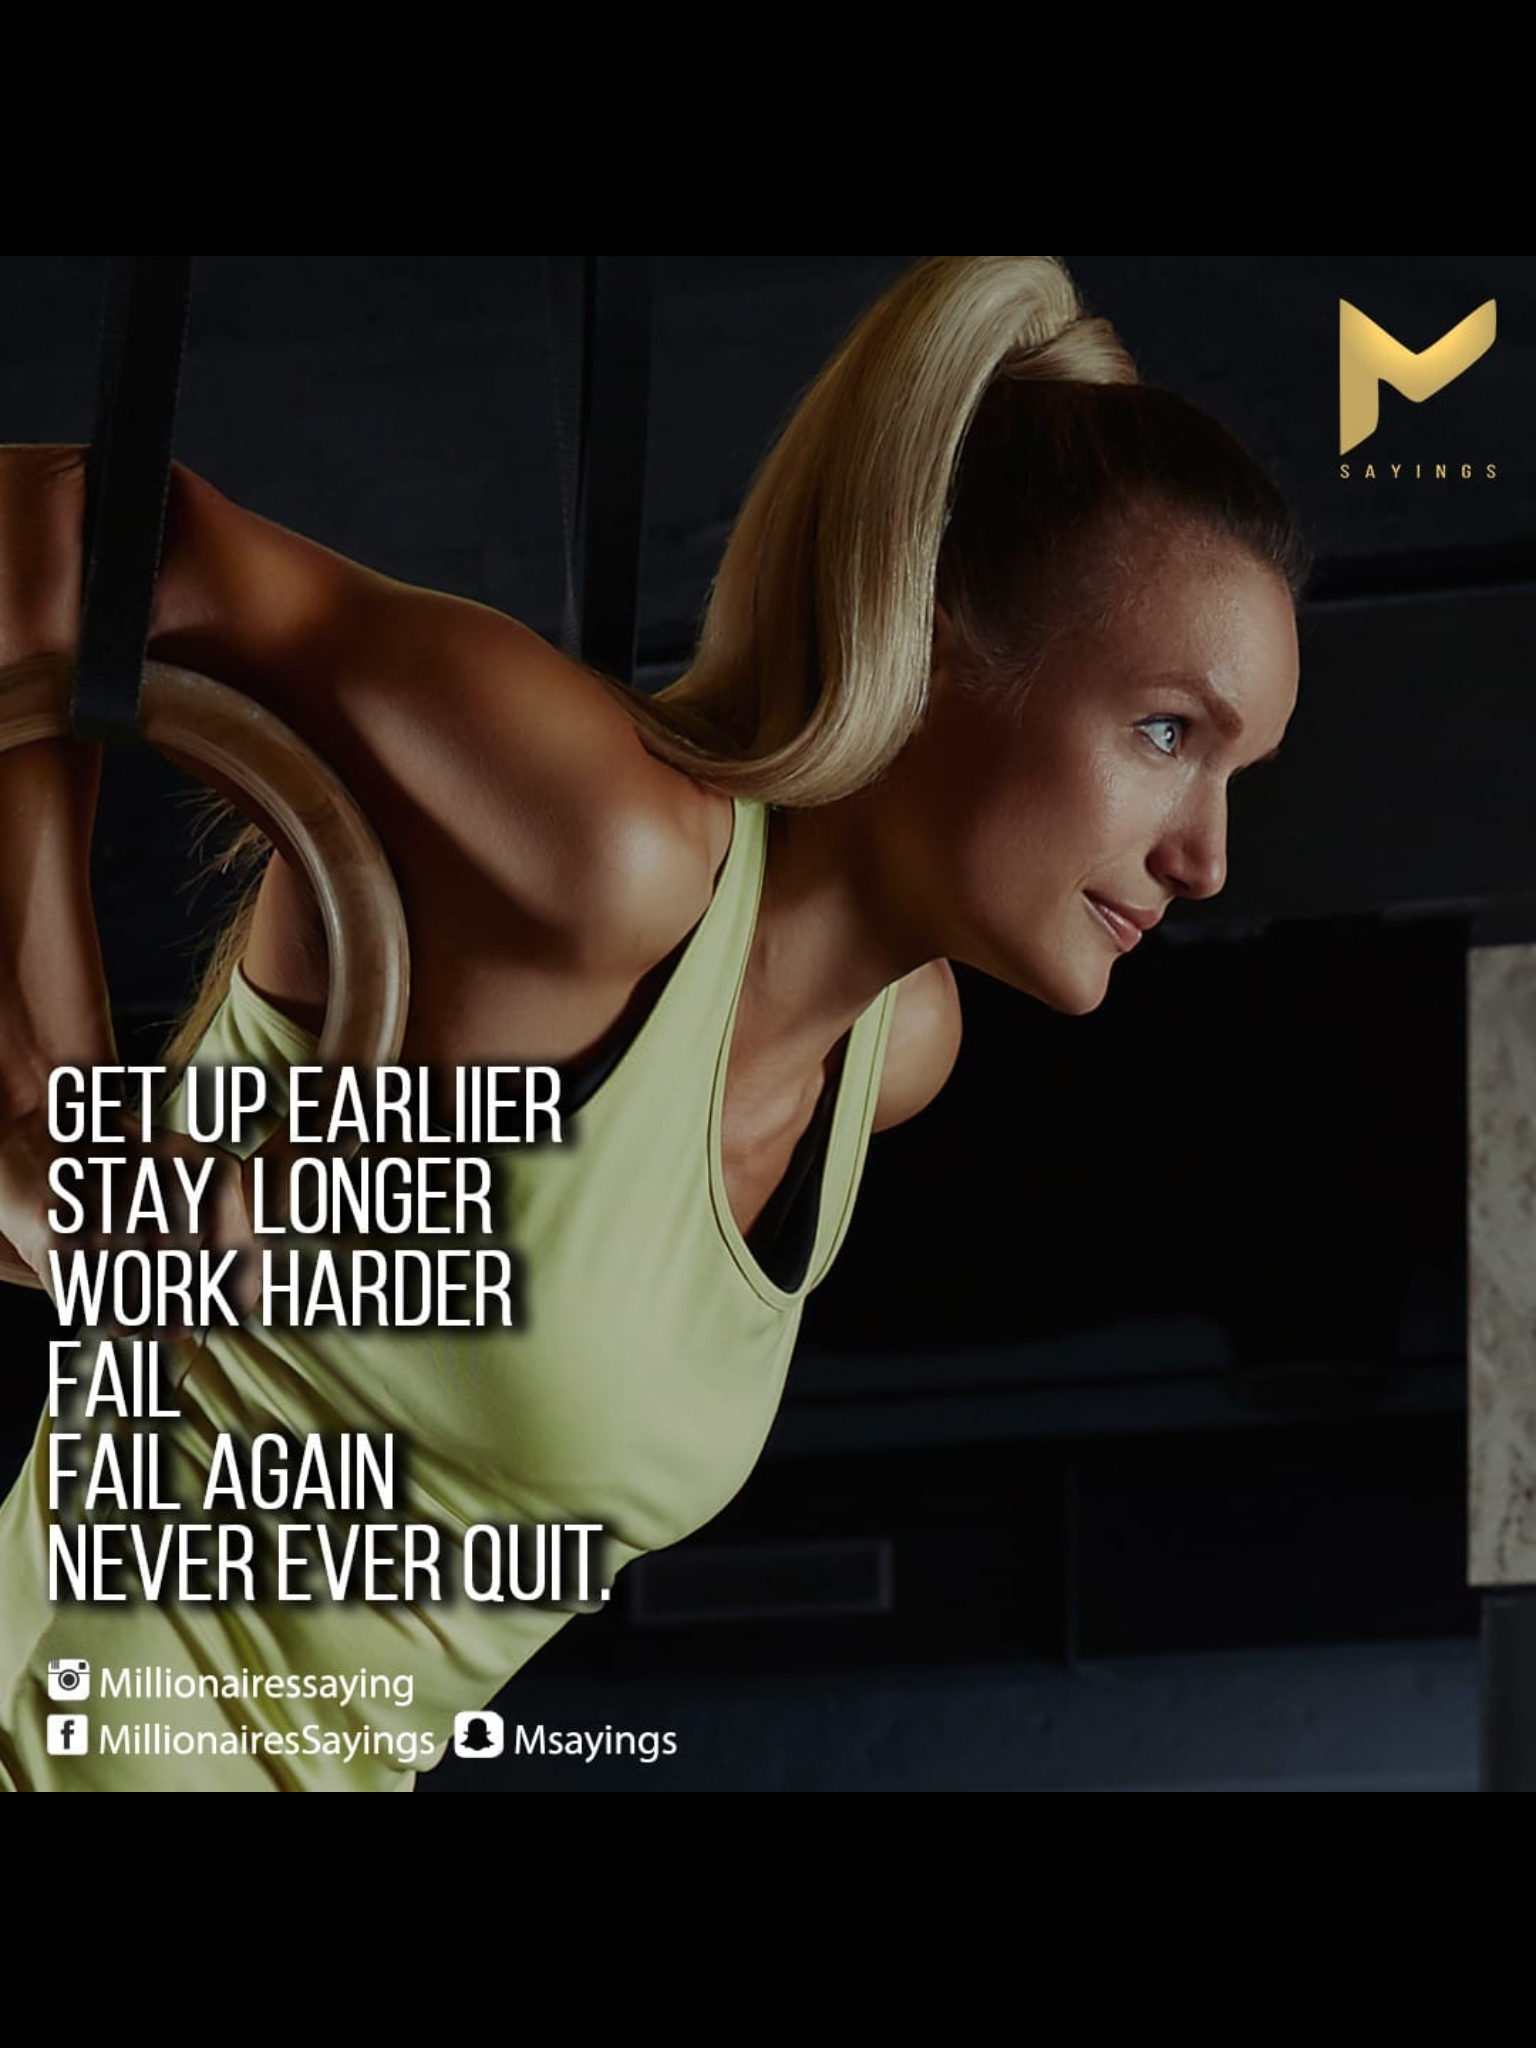 SAYINGS
GET UP EARLIIER
STAY LONGER
WORK HARDER
FAIL
FAIL AGAIN
NEVER EVER QUIT.
Millionairessaying
MillionairesSayings Msayings